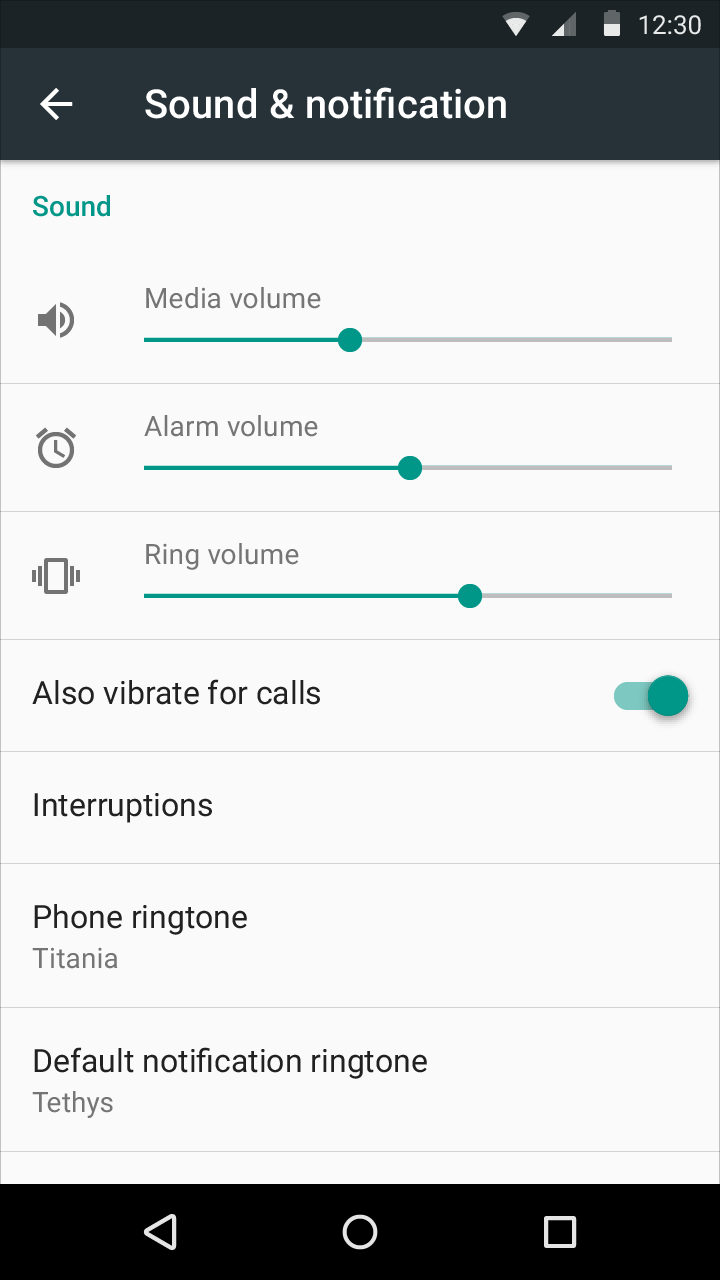 12:30
Sound & notification
Sound
Media volume
Alarm volume
Ring volume
Also vibrate for calls
Interruptions
Phone ringtone
Titania
Default notification ringtone
Tethys